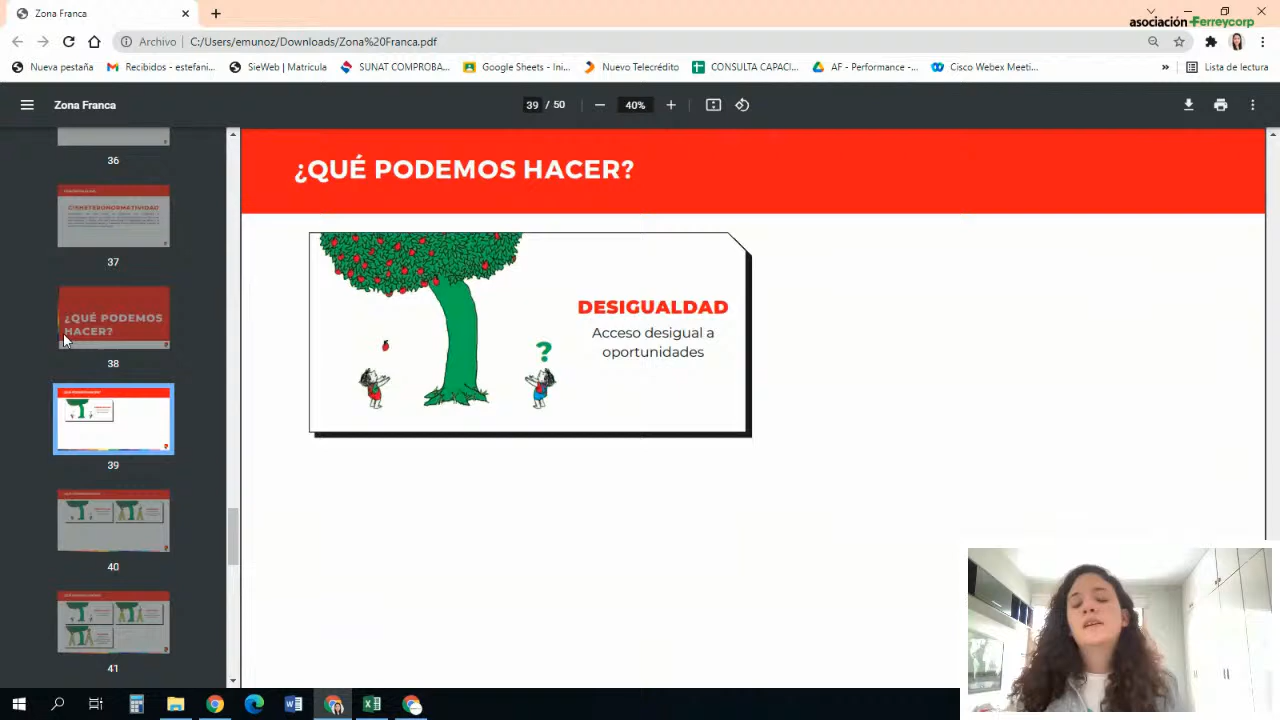 Zona Franca
asociación Ferreycorp
Archivo
C:/Users/emunoz/Downloads/Zona%20Franca.pdf
Nueva pestaña
Recibidos - estefani...
SieWeb | Matricula
SUNAT COMPROBA...
Google Sheets - Ini...
Nuevo Telecrédito
CONSULTA CAPACI...
AF - Performance -...
Cisco Webex Meeti...
»
Lista de lectura
Zona Franca
39 / 50
40%
36
CISHETERONORMATIVIDAD
37
¿QUÉ PODEMOS
HACER?
38
39
40
41
¿QUÉ PODEMOS HACER?
?
DESIGUALDAD
Acceso desigual a
oportunidades